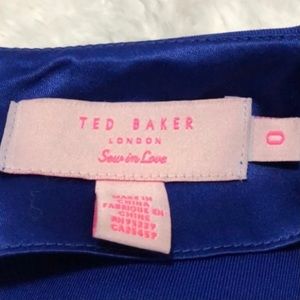 TED BAKER
LONDON
Sew in Love
0
MADE IN
CHINA
FABRIQUE EN
CHINE